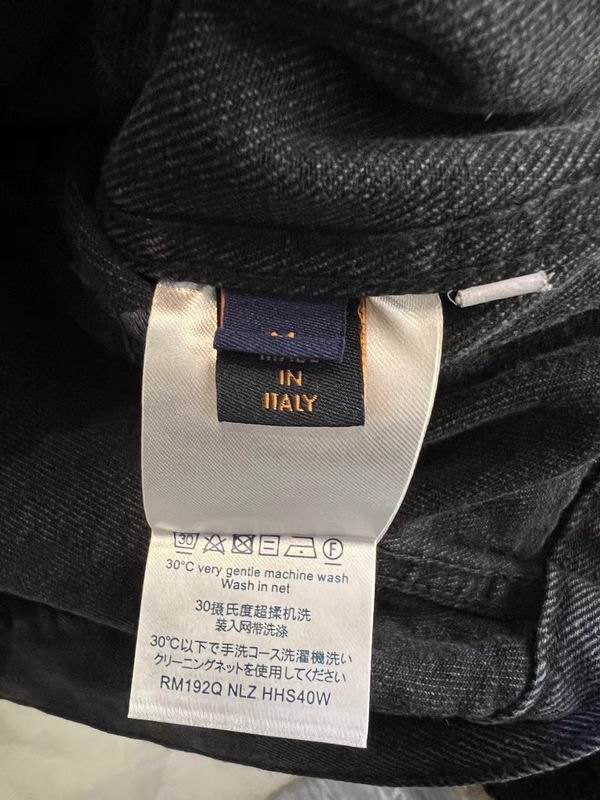 MADE
IN
ITALY
30 F
30°C very gentle machine wash
Wash in net
30摄氏度超揉机洗
装入网带洗涤
30℃以下で手洗コース洗濯機洗い
クリーニングネットを使用してください
RM192Q NLZ HHS40W